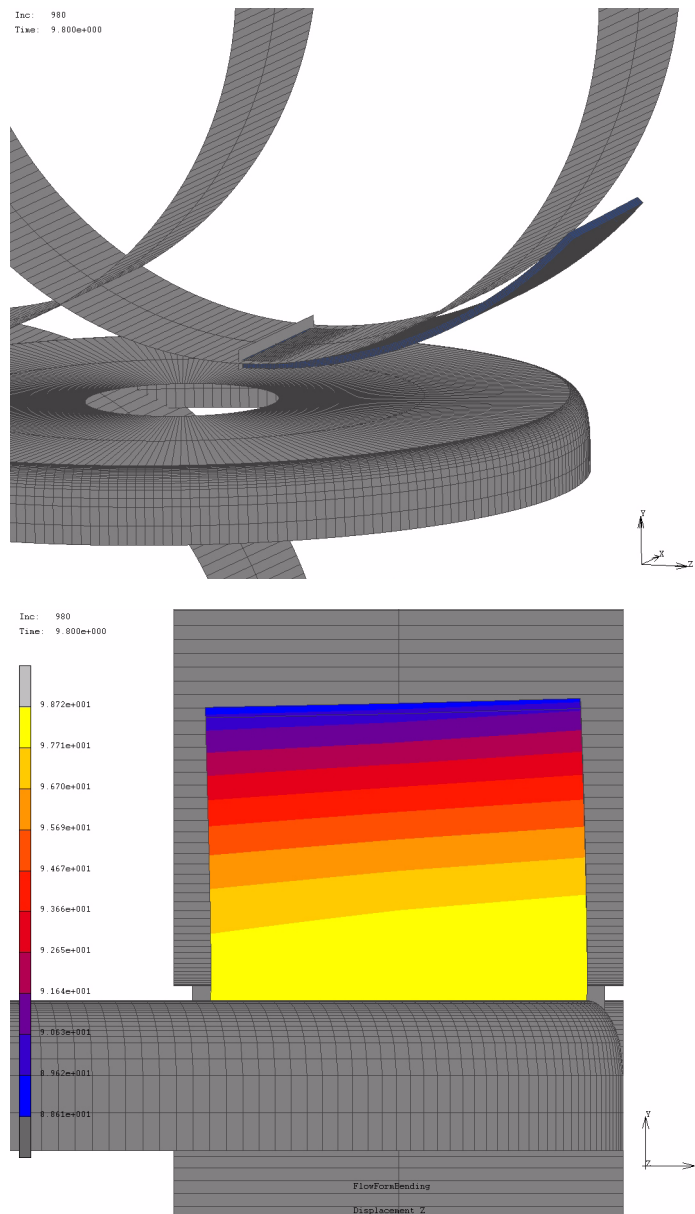 Inc: 980
Time: 9.800e+000
Y
X
Z
Inc: 980
Time: 9.800e+000
9.872e+001
9.771e+001
9.670e+001
9.569e+001
9.467e+001
9.366e+001
9.265e+001
9.164e+001
9.063e+001
8.962e+001
8.861e+001
Y
Z
FlowFormBending
Displacement Z